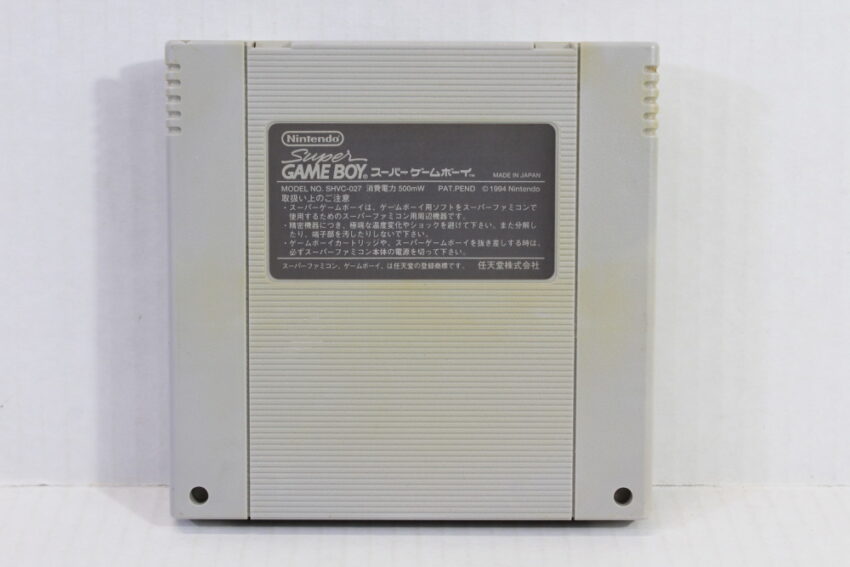 Nintendo
Super
GAME BOY® スーパーゲームボーイ™ MADE IN JAPAN
MODEL NO. SHVC-027 消費電力 500mW PAT.PEND ©1994 Nintendo
取扱い上のご注意
・スーパーゲームボーイは、ゲームボーイ用ソフトをスーパーファミコンで
使用するためのスーパーファミコン用周辺機器です。
・精密機器につき、極端な温度変化やショックを避けて下さい。また分解し
たり、端子部を汚したりしないで下さい。
・ゲームボーイカートリッジや、スーパーゲームボーイを抜き差しする時は、
必ずスーパーファミコン本体の電源を切って下さい。
スーパーファミコン、ゲームボーイ、は任天堂の登録商標です。 任天堂株式会社